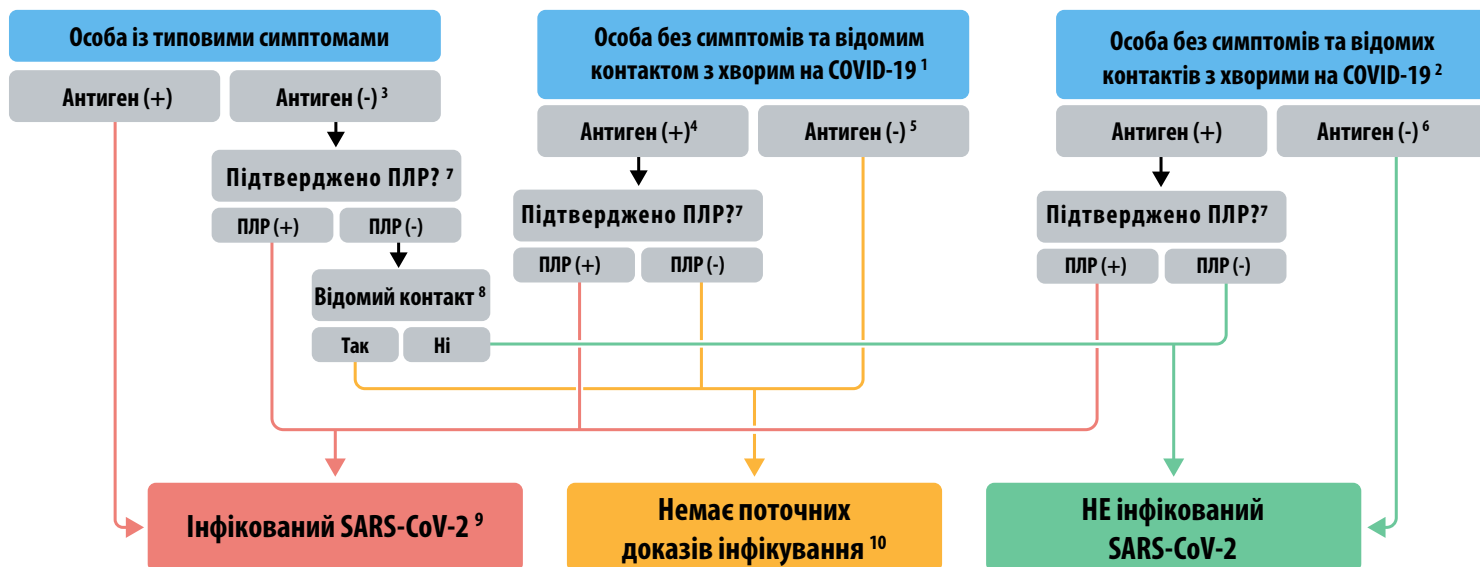 Особа із типовими симптомами
Антиген (+)
Антиген (-) ³
Підтверджено ПЛР? ⁷
ПЛР (+)
ПЛР (-)
Відомий контакт ⁸
Так
Ні
Особа без симптомів та відомим
контактом з хворим на COVID-19 ¹
Антиген (+)⁴
Антиген (-) ⁵
Підтверджено ПЛР?⁷
ПЛР (+)
ПЛР (-)
Особа без симптомів та відомих
контактів з хворими на COVID-19 ²
Антиген (+)
Антиген (-) ⁶
Підтверджено ПЛР?⁷
ПЛР (+)
ПЛР (-)
Інфікований SARS-CoV-2 ⁹
Немає поточних
доказів інфікування ¹⁰
НЕ інфікований
SARS-CoV-2